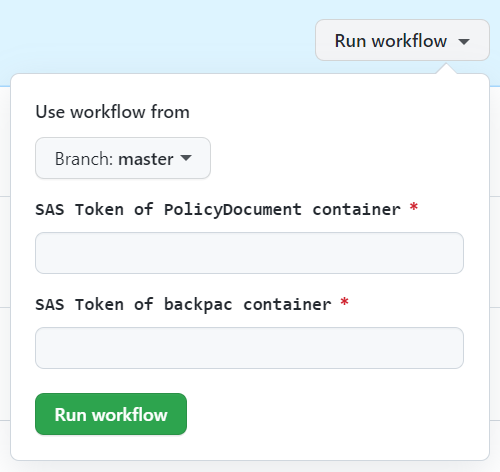 Run workflow
Use workflow from
Branch: master
SAS Token of PolicyDocument container *
SAS Token of backpac container *
Run workflow